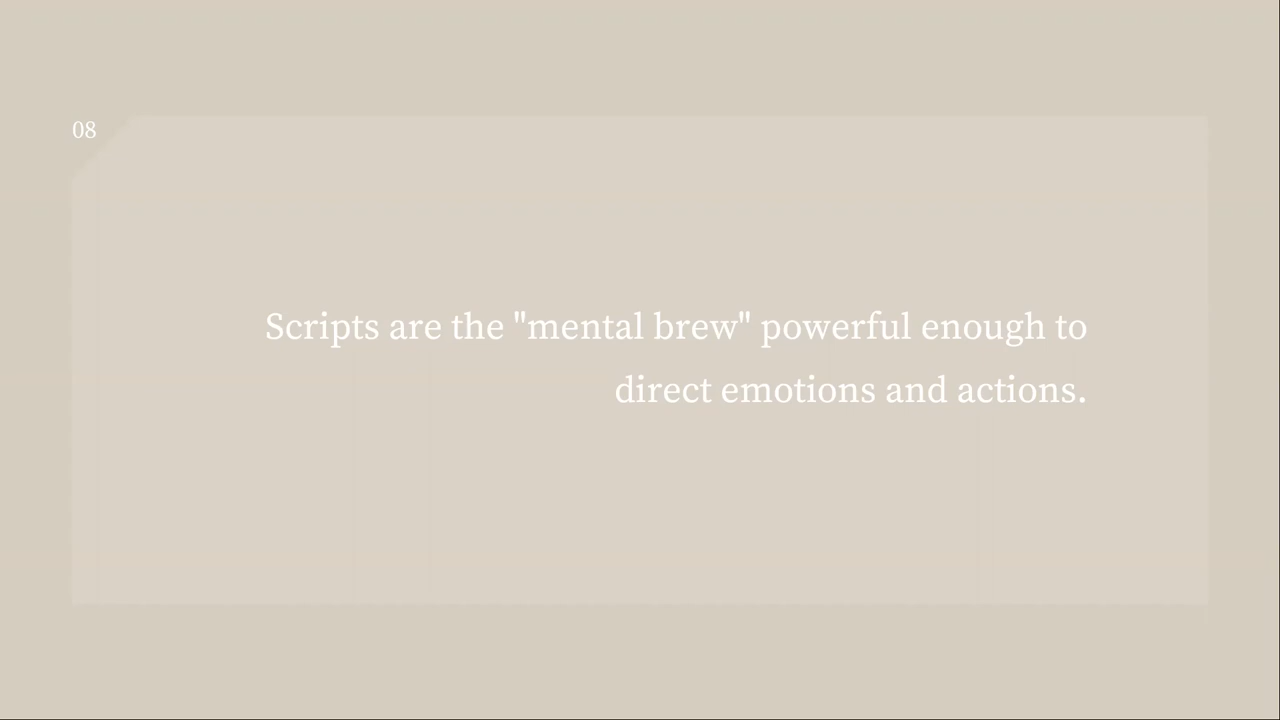 08
Scripts are the "mental brew" powerful enough to
direct emotions and actions.